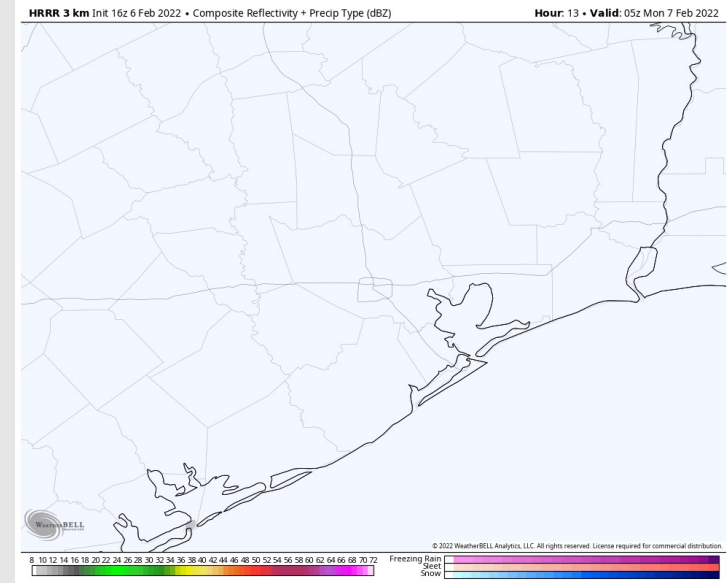 HRRR 3 km Init 16z 6 Feb 2022 • Composite Reflectivity + Precip Type (dBZ)
Hour: 13 • Valid: 05z Mon 7 Feb 2022
WEATHERBELL
© 2022 WeatherBELL Analytics, LLC. All rights reserved. License required for commercial distribution.
8 10 12 14 16 18 20 22 24 26 28 30 32 34 36 38 40 42 44 46 48 50 52 54 56 58 60 62 64 66 68 70 72
Freezing Rain
Sleet
Snow